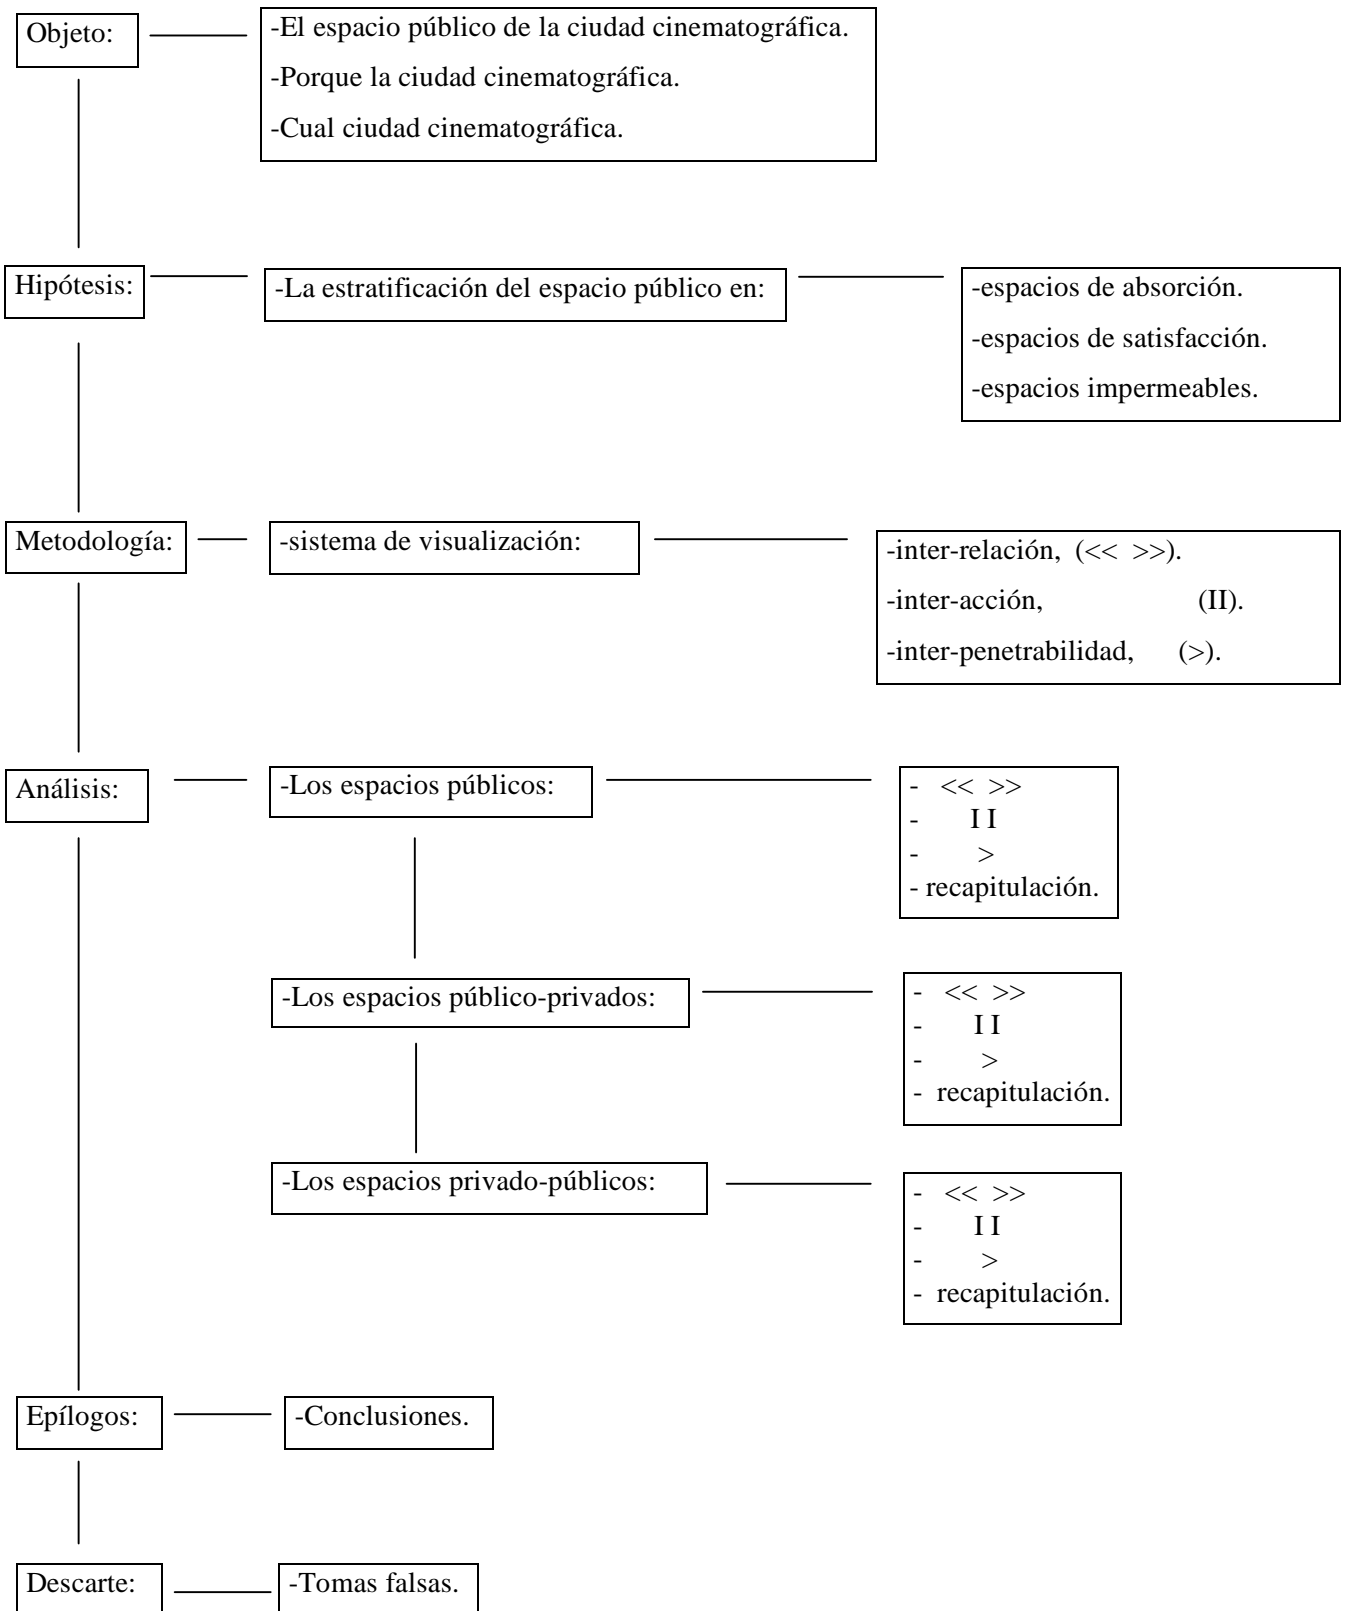 Objeto:
-El espacio público de la ciudad cinematográfica.
-Porque la ciudad cinematográfica.
-Cual ciudad cinematográfica.
Hipótesis:
-La estratificación del espacio público en:
-espacios de absorción.
-espacios de satisfacción.
-espacios impermeables.
Metodología:
-sistema de visualización:
-inter-relación, (<< >>).
-inter-acción, (II).
-inter-penetrabilidad, (>).
Análisis:
-Los espacios públicos:
- << >>
- I I
- >
- recapitulación.
-Los espacios público-privados:
- << >>
- I I
- >
- recapitulación.
-Los espacios privado-públicos:
- << >>
- I I
- >
- recapitulación.
Epílogos:
-Conclusiones.
Descarte:
-Tomas falsas.